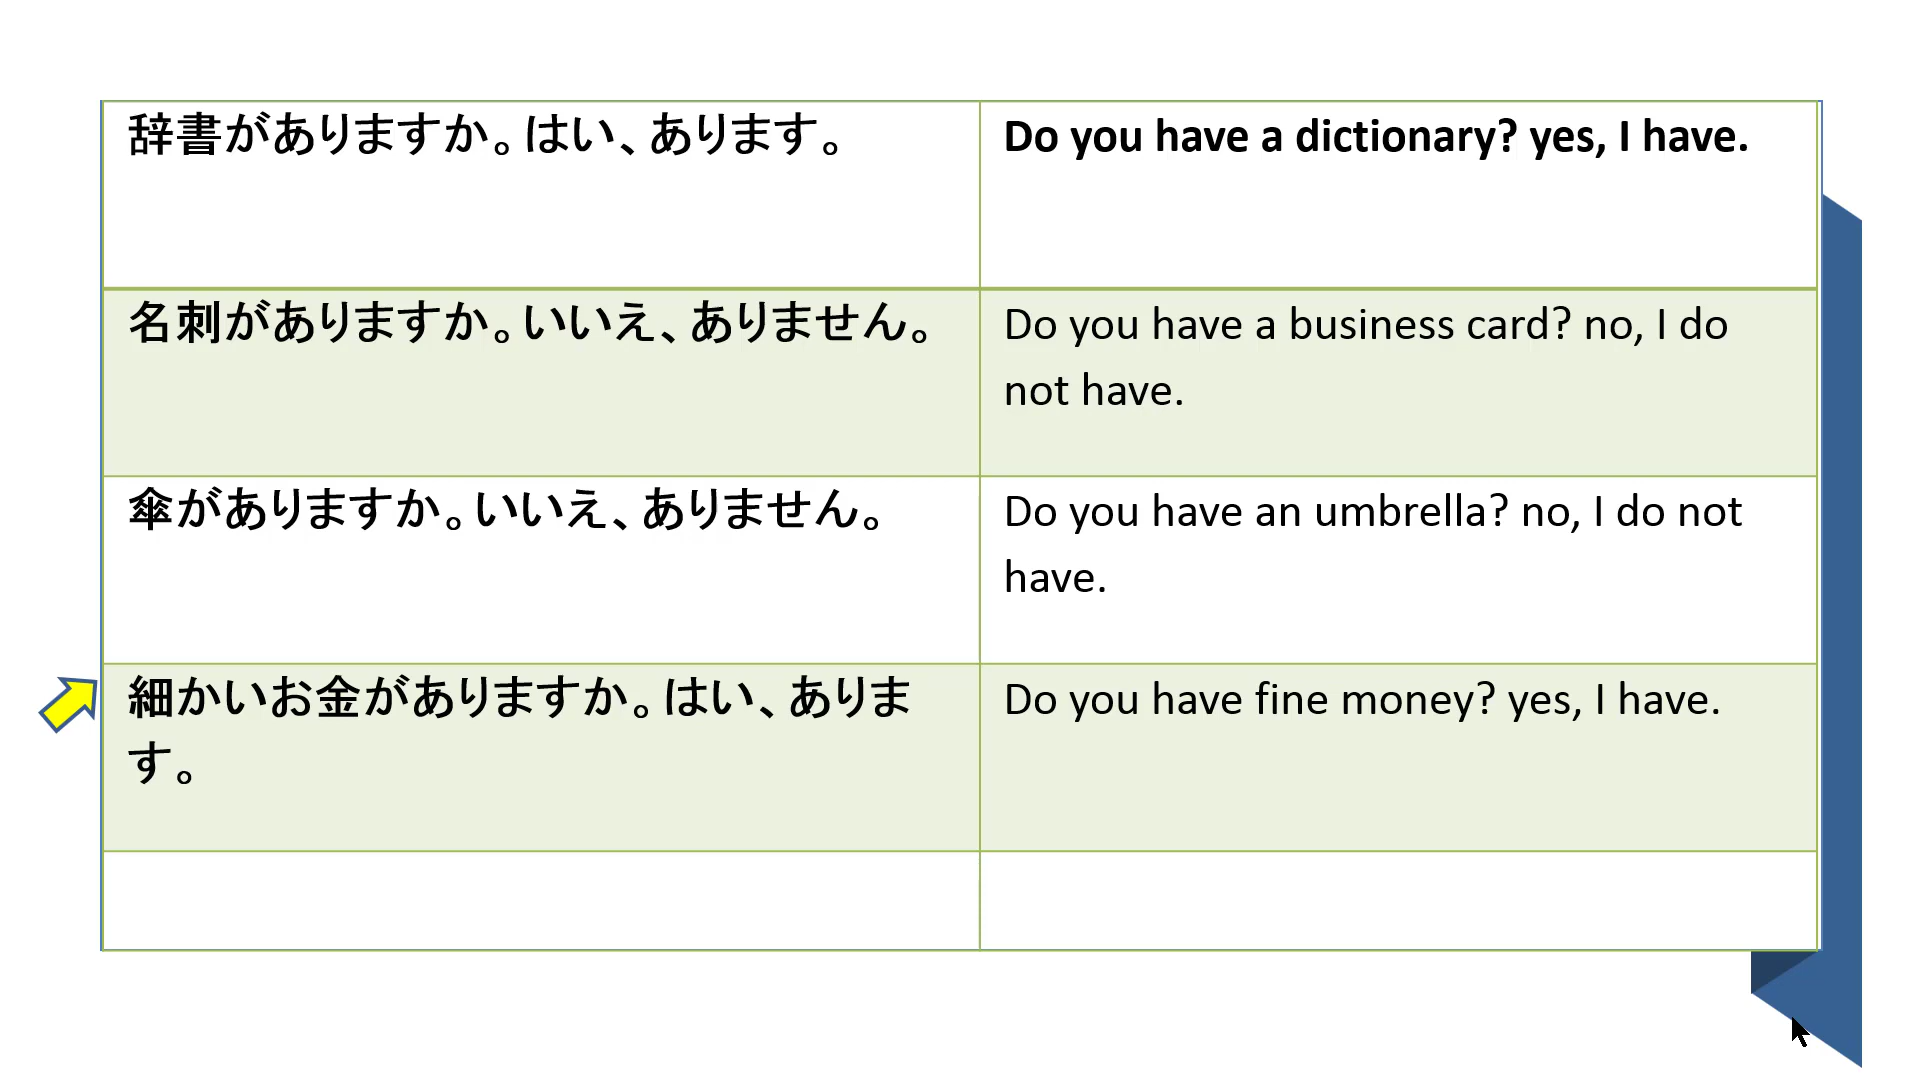 辞書がありますか。はい、あります。
Do you have a dictionary? yes, I have.
名刺がありますか。いいえ、ありません。
Do you have a business card? no, I do
not have.
傘がありますか。いいえ、ありません。
Do you have an umbrella? no, I do not
have.
細かいお金がありますか。はい、ありま
す。
Do you have fine money? yes, I have.